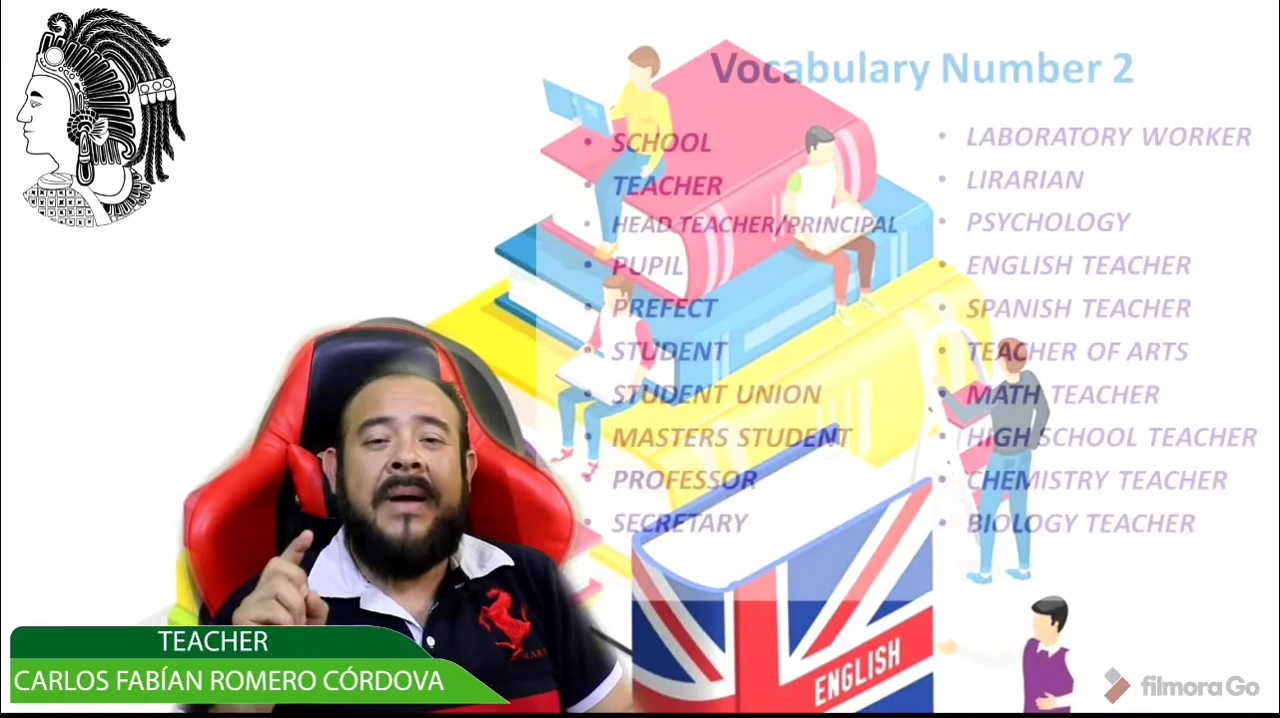 Vocabulary Number 2
SCHOOL
TEACHER
HEAD TEACHER/PRINCIPAL
PUPIL
PREFECT
STUDENT
STUDENT UNION
MASTERS STUDENT
PROFESSOR
SECRETARY
LABORATORY WORKER
LIRARIAN
PSYCHOLOGY
ENGLISH TEACHER
SPANISH TEACHER
TEACHER OF ARTS
MATH TEACHER
HIGH SCHOOL TEACHER
CHEMISTRY TEACHER
BIOLOGY TEACHER
ENGLISH
TEACHER
CARLOS FABÍAN ROMERO CÓRDOVA
filmora Go